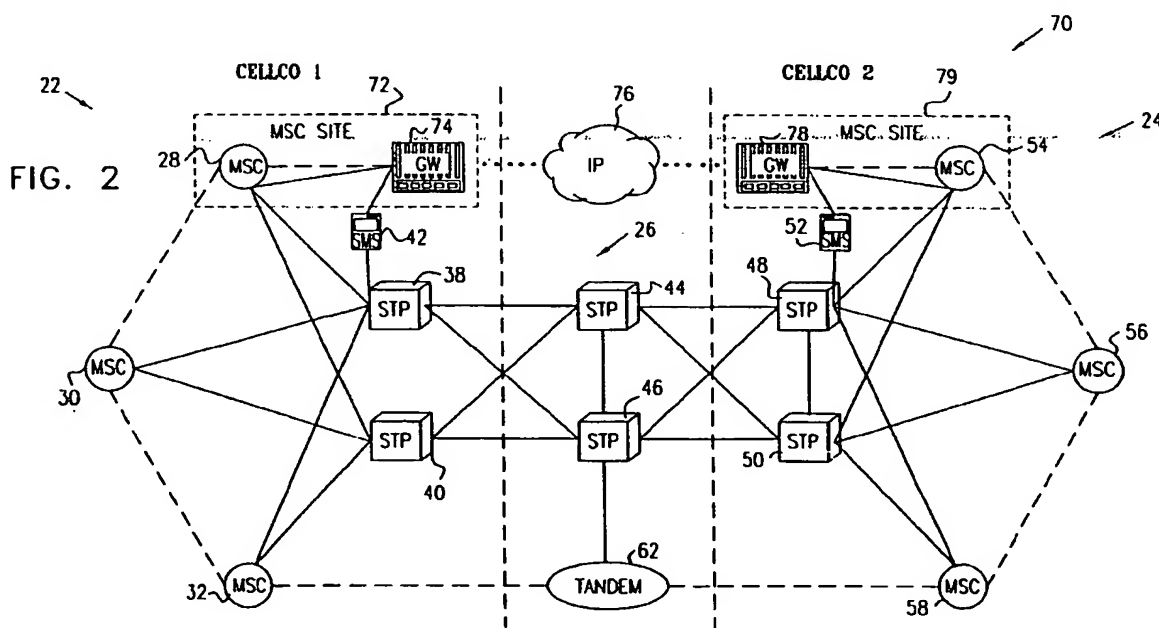 70
CELLCO 1
CELLCO 2
22
72
76
79
24
MSC SITE
74
78
MSC SITE
28
MSC
GW
IP
GW
MSC
54
FIG. 2
SMS
42
26
52
SMS
38
44
48
STP
STP
STP
MSC
30
56
MSC
46
STP
STP
STP
40
50
62
32
MSC
TANDEM
MSC
58